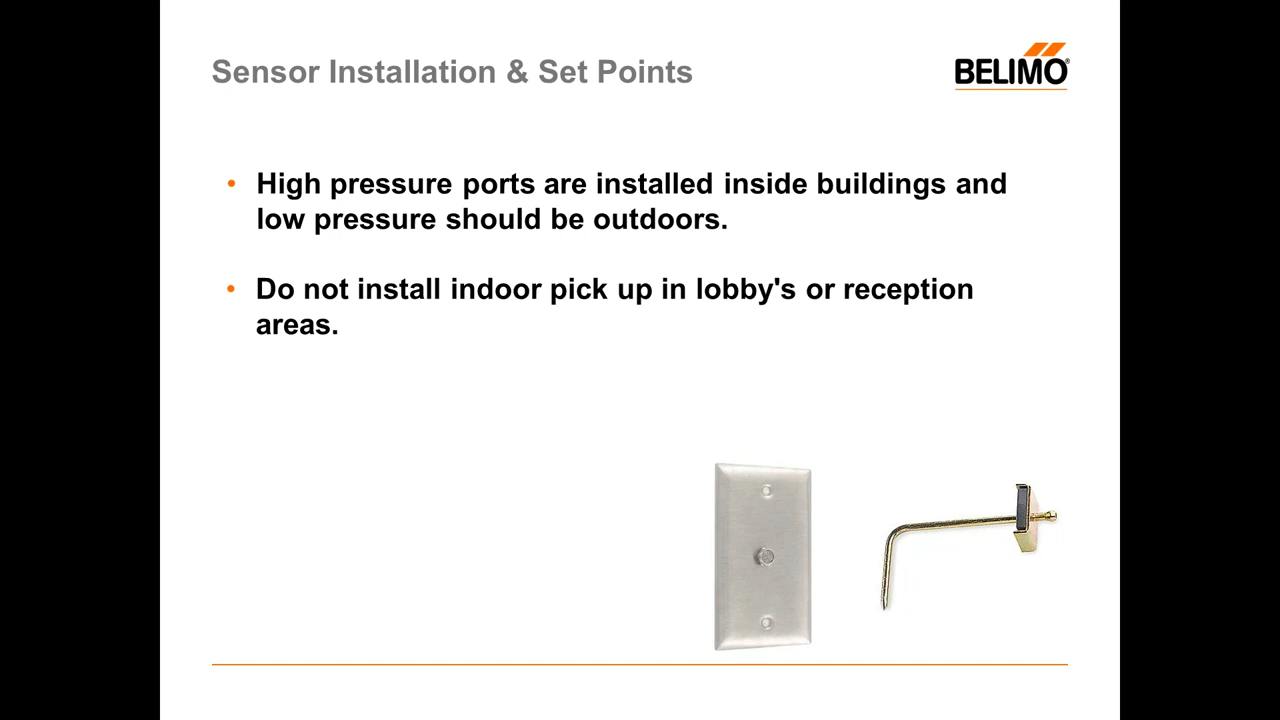 Sensor Installation & Set Points
BELIMO®
• High pressure ports are installed inside buildings and
low pressure should be outdoors.
• Do not install indoor pick up in lobby's or reception
areas.